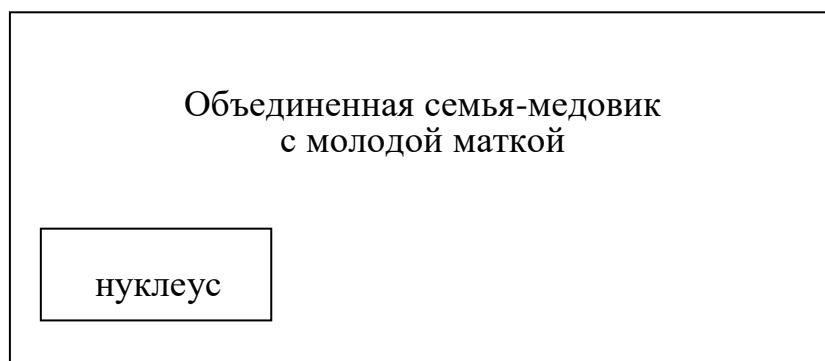 Объединенная семья-медовик
с молодой маткой
нуклеус